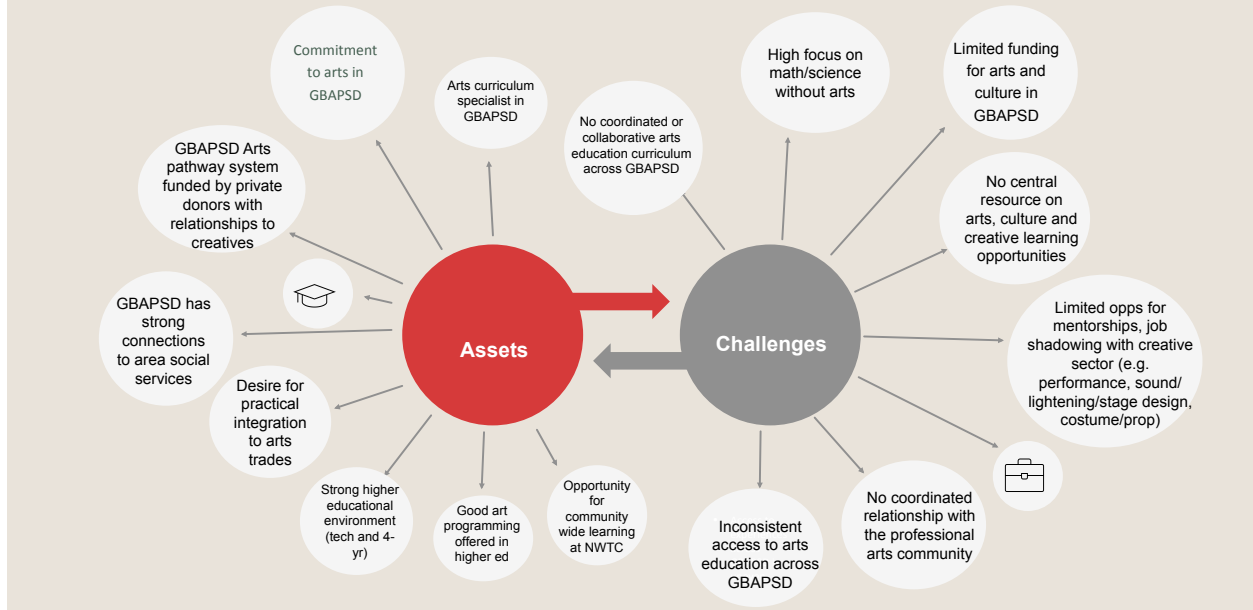 Commitment
to arts in
GBAPSD
Arts curriculum
specialist in
GBAPSD
GBAPSD Arts
pathway system
funded by private
donors with
relationships to
creatives
GBAPSD has
strong
connections
to area social
services
Desire for
practical
integration
to arts
trades
Strong higher
educational
environment
(tech and 4-
yr)
Good art
programming
offered in
higher ed
Opportunity
for
community
wide learning
at NWTC
Assets
Challenges
No coordinated or
collaborative arts
education curriculum
across GBAPSD
High focus on
math/science
without arts
Limited funding
for arts and
culture in
GBAPSD
No central
resource on
arts, culture and
creative learning
opportunities
Limited opps for
mentorships, job
shadowing with creative
sector (e.g.
performance, sound/
lightening/stage design,
costume/prop)
No coordinated
relationship with
the professional
arts community
Inconsistent
access to arts
education across
GBAPSD